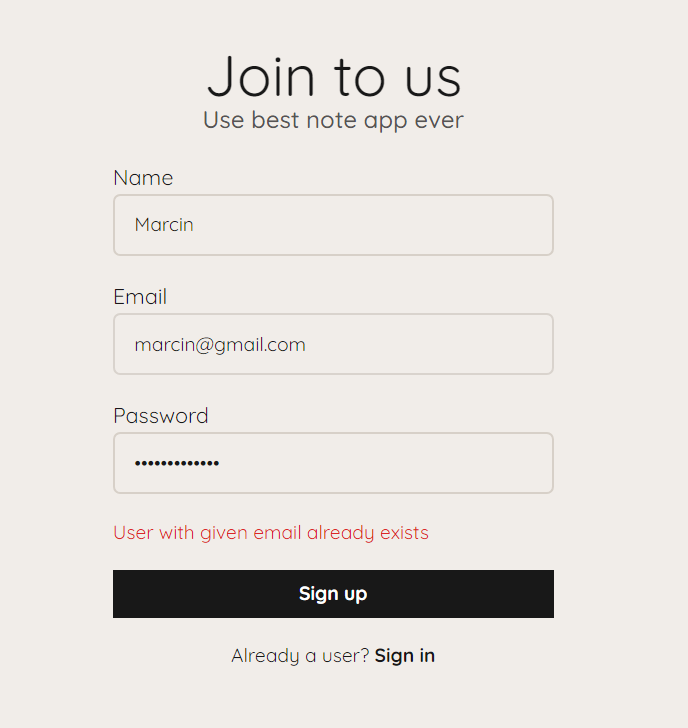 Join to us
Use best note app ever
Name
Marcin
Email
marcin@gmail.com
Password
•••••••••••••
User with given email already exists
Sign up
Already a user? Sign in